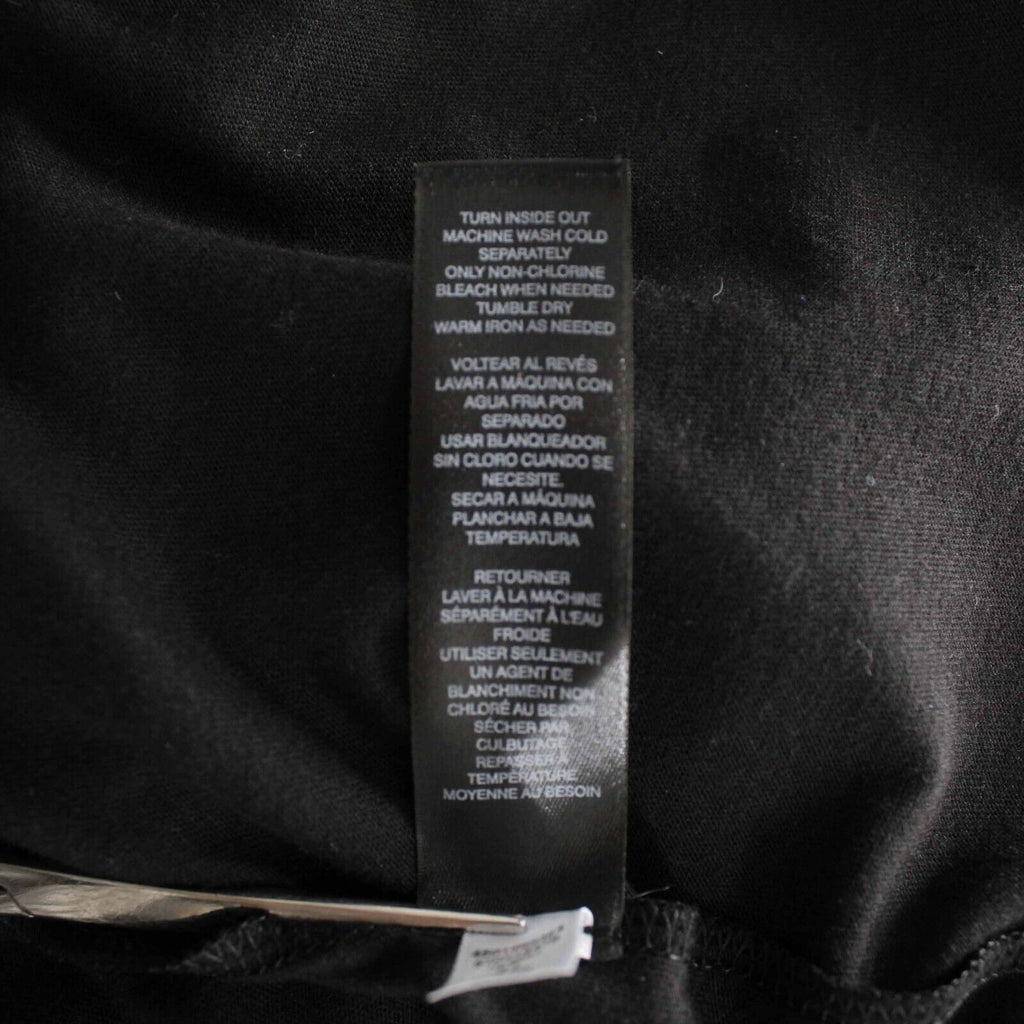 TURN INSIDE OUT
MACHINE WASH COLD
SEPARATELY
ONLY NON-CHLORINE
BLEACH WHEN NEEDED
TUMBLE DRY
WARM IRON AS NEEDED
VOLTEAR AL REVÉS
LAVAR A MÁQUINA CON
AGUA FRIA POR
SEPARADO
USAR BLANQUEADOR
SIN CLORO CUANDO SE
NECESITE.
SECAR A MÁQUINA
PLANCHAR A BAJA
TEMPERATURA
RETOURNER
LAVER À LA MACHINE
SÉPARÉMENT À L'EAU
FROIDE
UTILISER SEULEMENT
UN AGENT DE
BLANCHIMENT NON
CHLORÉ AU BESOIN
SÉCHER PAR
CULBUTAGE
REPASSER À
TEMPÉRATURE
MOYENNE AU BESOIN